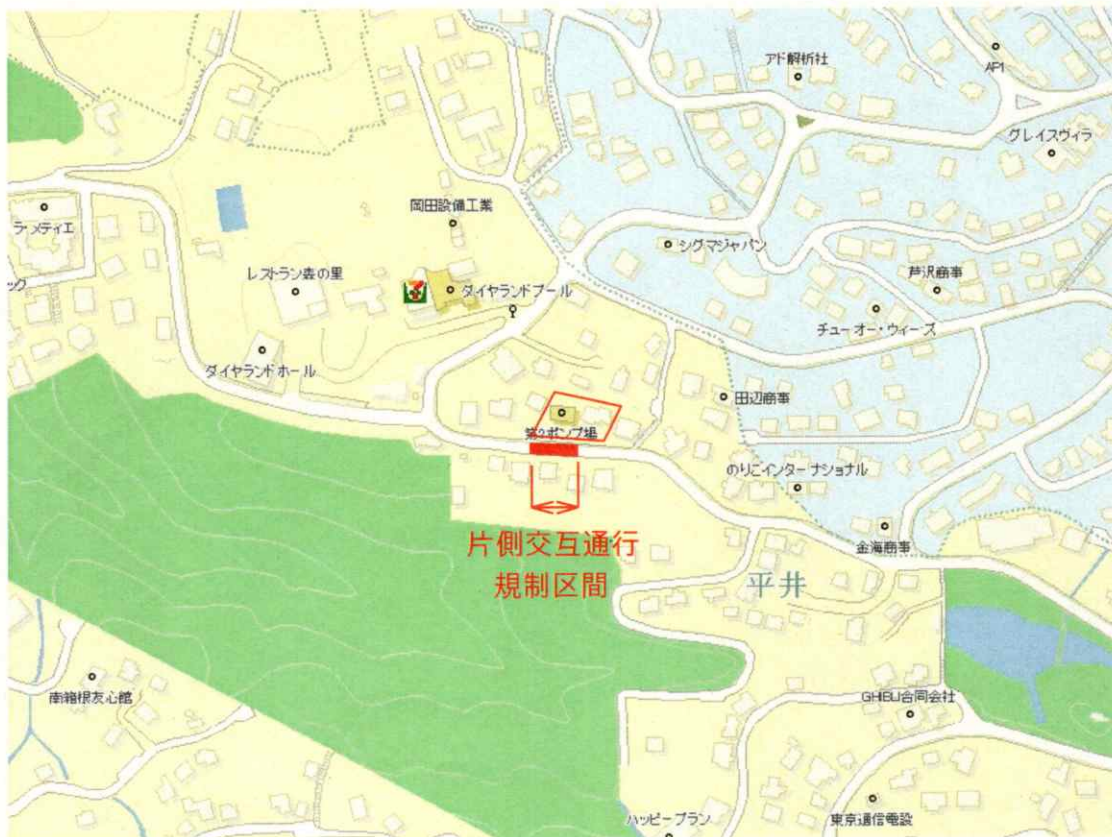 アド解析社
AP1
グレイスヴィラ
ラ・メティエ
岡田設備工業
シグマジャパン
ック
レストラン森の里
ダイヤランドプール
芦沢商事
チューオー・ウィーズ
ダイヤランドホール
田辺商事
第2ポンプ場
のりこインターナショナル
片側交互通行
規制区間
金海商事
平井
南箱根友心館
GHIBLI合同会社
ハッピープラン
東京通信電設